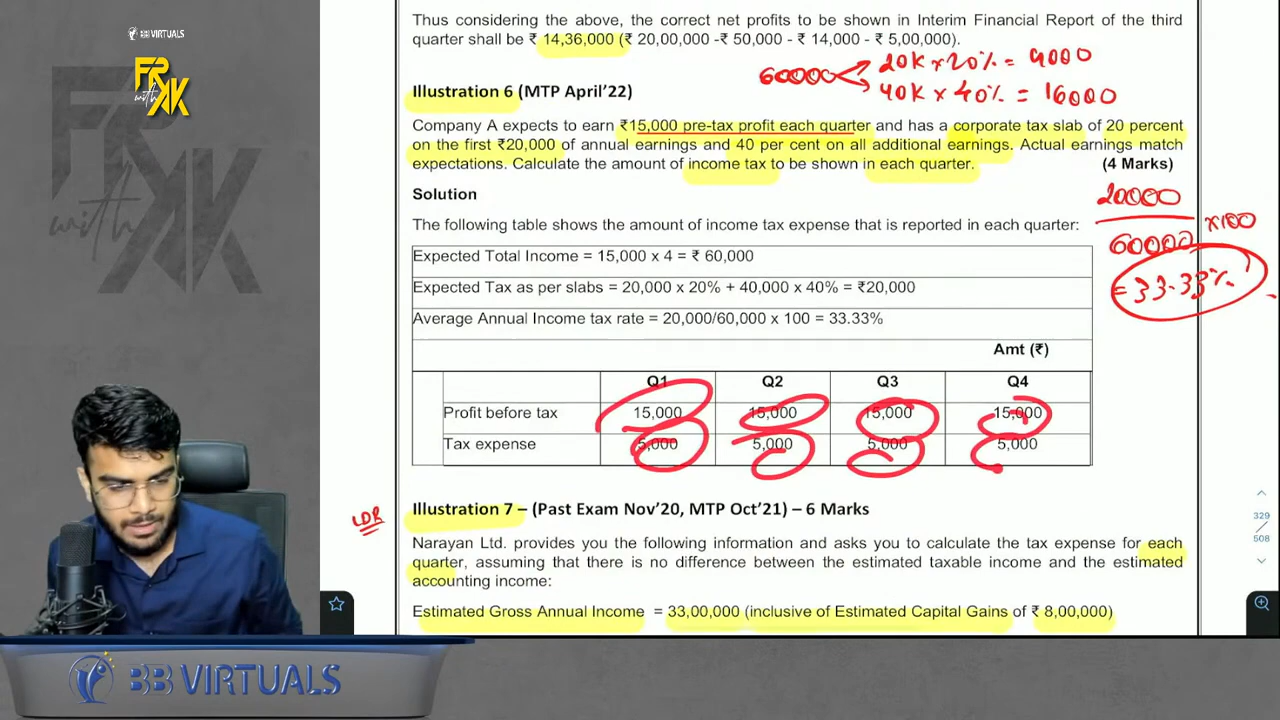 BB VIRTUALS
FR
with
AK
Thus considering the above, the correct net profits to be shown in Interim Financial Report of the third
quarter shall be ₹ 14,36,000 (₹ 20,00,000 -₹ 50,000 - ₹ 14,000 - ₹ 5,00,000).
60000 20K x 20% = 4000
40K x 40% = 16000
Illustration 6 (MTP April'22)
Company A expects to earn ₹15,000 pre-tax profit each quarter and has a corporate tax slab of 20 percent
on the first ₹20,000 of annual earnings and 40 per cent on all additional earnings. Actual earnings match
expectations. Calculate the amount of income tax to be shown in each quarter. (4 Marks)
Solution
20000
60000 x100
= 33.33%
The following table shows the amount of income tax expense that is reported in each quarter:
Expected Total Income = 15,000 x 4 = ₹ 60,000
Expected Tax as per slabs = 20,000 x 20% + 40,000 x 40% = ₹20,000
Average Annual Income tax rate = 20,000/60,000 x 100 = 33.33%
Amt (₹)
Q1 Q2 Q3 Q4
Profit before tax 15,000 15,000 15,000 15,000
Tax expense 5,000 5,000 5,000 5,000
LDR
Illustration 7 – (Past Exam Nov'20, MTP Oct'21) – 6 Marks
Narayan Ltd. provides you the following information and asks you to calculate the tax expense for each
quarter, assuming that there is no difference between the estimated taxable income and the estimated
accounting income:
Estimated Gross Annual Income = 33,00,000 (inclusive of Estimated Capital Gains of ₹ 8,00,000)
329
508
BB VIRTUALS